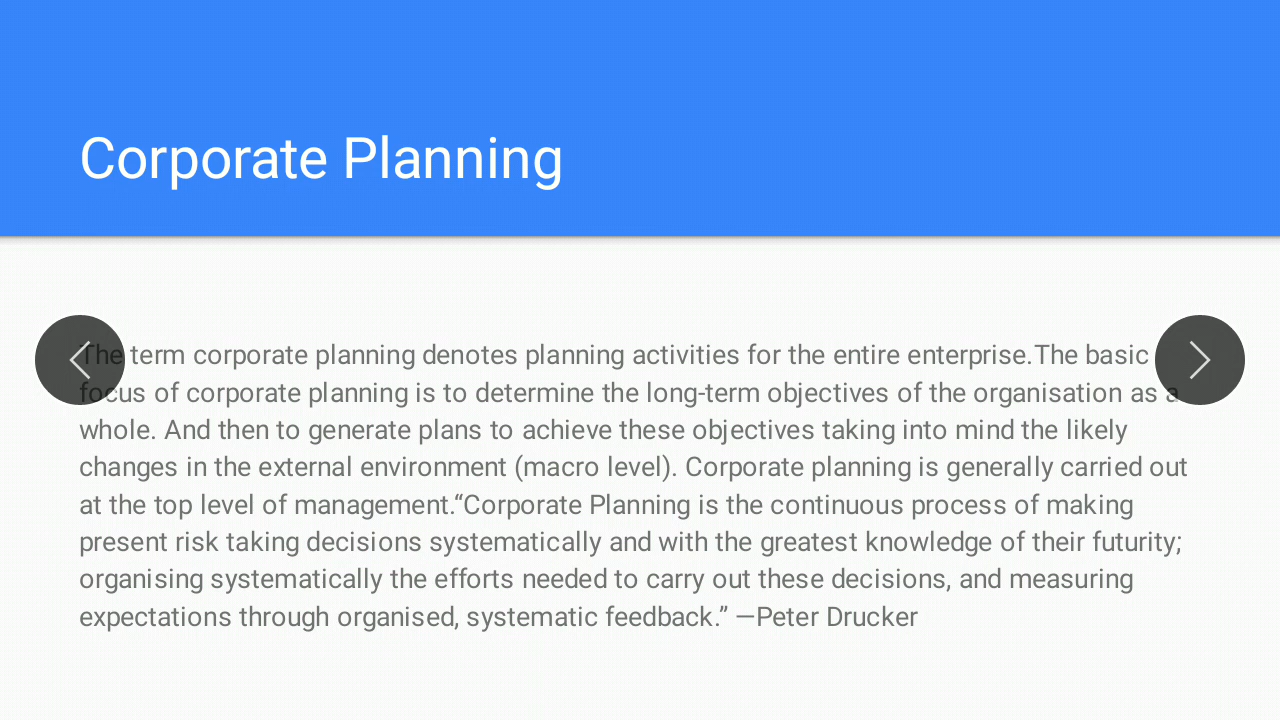 Corporate Planning
The term corporate planning denotes planning activities for the entire enterprise.The basic
focus of corporate planning is to determine the long-term objectives of the organisation as a
whole. And then to generate plans to achieve these objectives taking into mind the likely
changes in the external environment (macro level). Corporate planning is generally carried out
at the top level of management.“Corporate Planning is the continuous process of making
present risk taking decisions systematically and with the greatest knowledge of their futurity;
organising systematically the efforts needed to carry out these decisions, and measuring
expectations through organised, systematic feedback.” —Peter Drucker